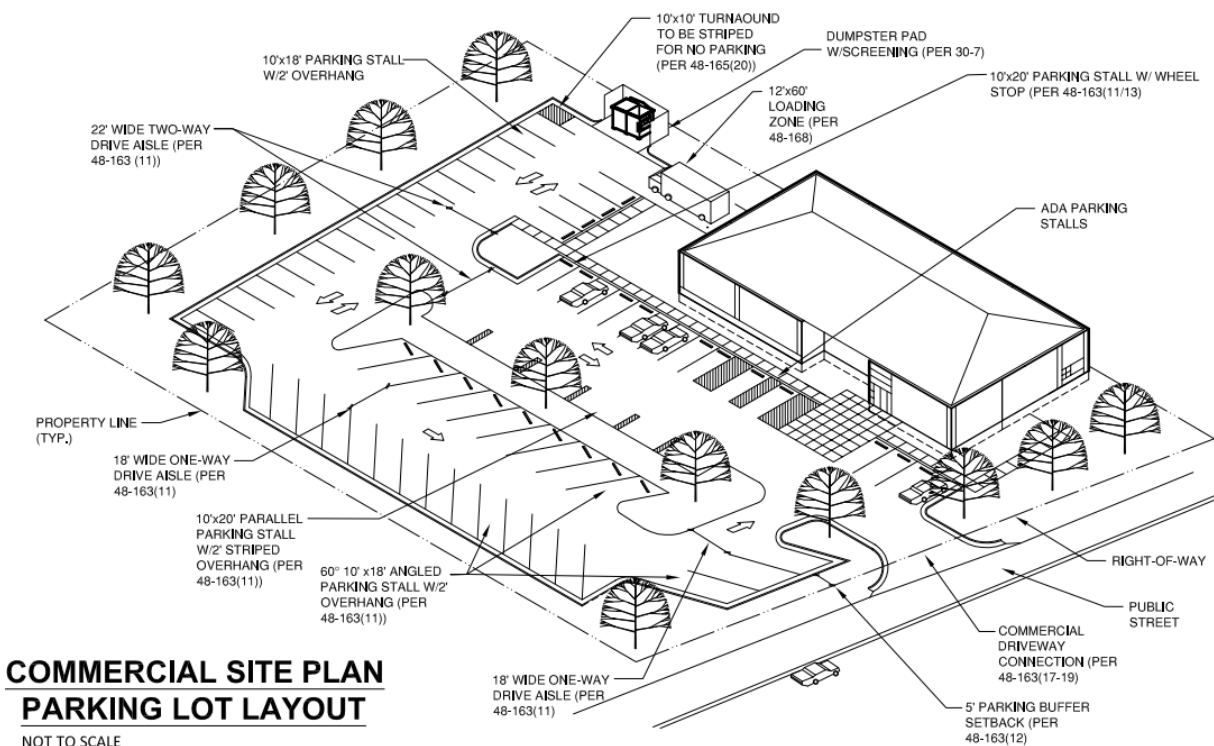 10'x10' TURNAOUND
TO BE STRIPED
FOR NO PARKING
(PER 48-165(20))
DUMPSTER PAD
W/SCREENING (PER 30-7)
10'x18' PARKING STALL
W/2' OVERHANG
10'x20' PARKING STALL W/ WHEEL
STOP (PER 48-163(11/13)
12'x60'
LOADING
ZONE (PER
48-168)
22' WIDE TWO-WAY
DRIVE AISLE (PER
48-163 (11))
ADA PARKING
STALLS
PROPERTY LINE
(TYP.)
18' WIDE ONE-WAY
DRIVE AISLE (PER
48-163(11)
10'x20' PARALLEL
PARKING STALL
W/2' STRIPED
OVERHANG (PER
48-163(11))
60° 10' x18' ANGLED
PARKING STALL W/2'
OVERHANG (PER
48-163(11))
RIGHT-OF-WAY
PUBLIC
STREET
COMMERCIAL
DRIVEWAY
CONNECTION (PER
48-163(17-19)
18' WIDE ONE-WAY
DRIVE AISLE (PER
48-163(11)
5' PARKING BUFFER
SETBACK (PER
48-163(12)
COMMERCIAL SITE PLAN
PARKING LOT LAYOUT
NOT TO SCALE